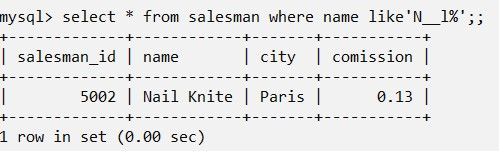 mysql> select * from salesman where name like'N__l%';;
+-------------+------------+-------+-----------+
| salesman_id | name       | city  | comission |
+-------------+------------+-------+-----------+
|        5002 | Nail Knite | Paris |      0.13 |
+-------------+------------+-------+-----------+
1 row in set (0.00 sec)